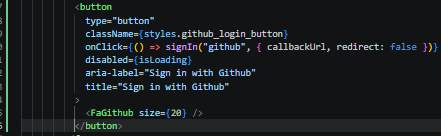 <button
type="button"
className={styles.github_login_button}
onClick={() => signIn("github", { callbackUrl, redirect: false })}
disabled={isLoading}
aria-label="Sign in with Github"
title="Sign in with Github"
>
<FaGithub size={20} />
</button>